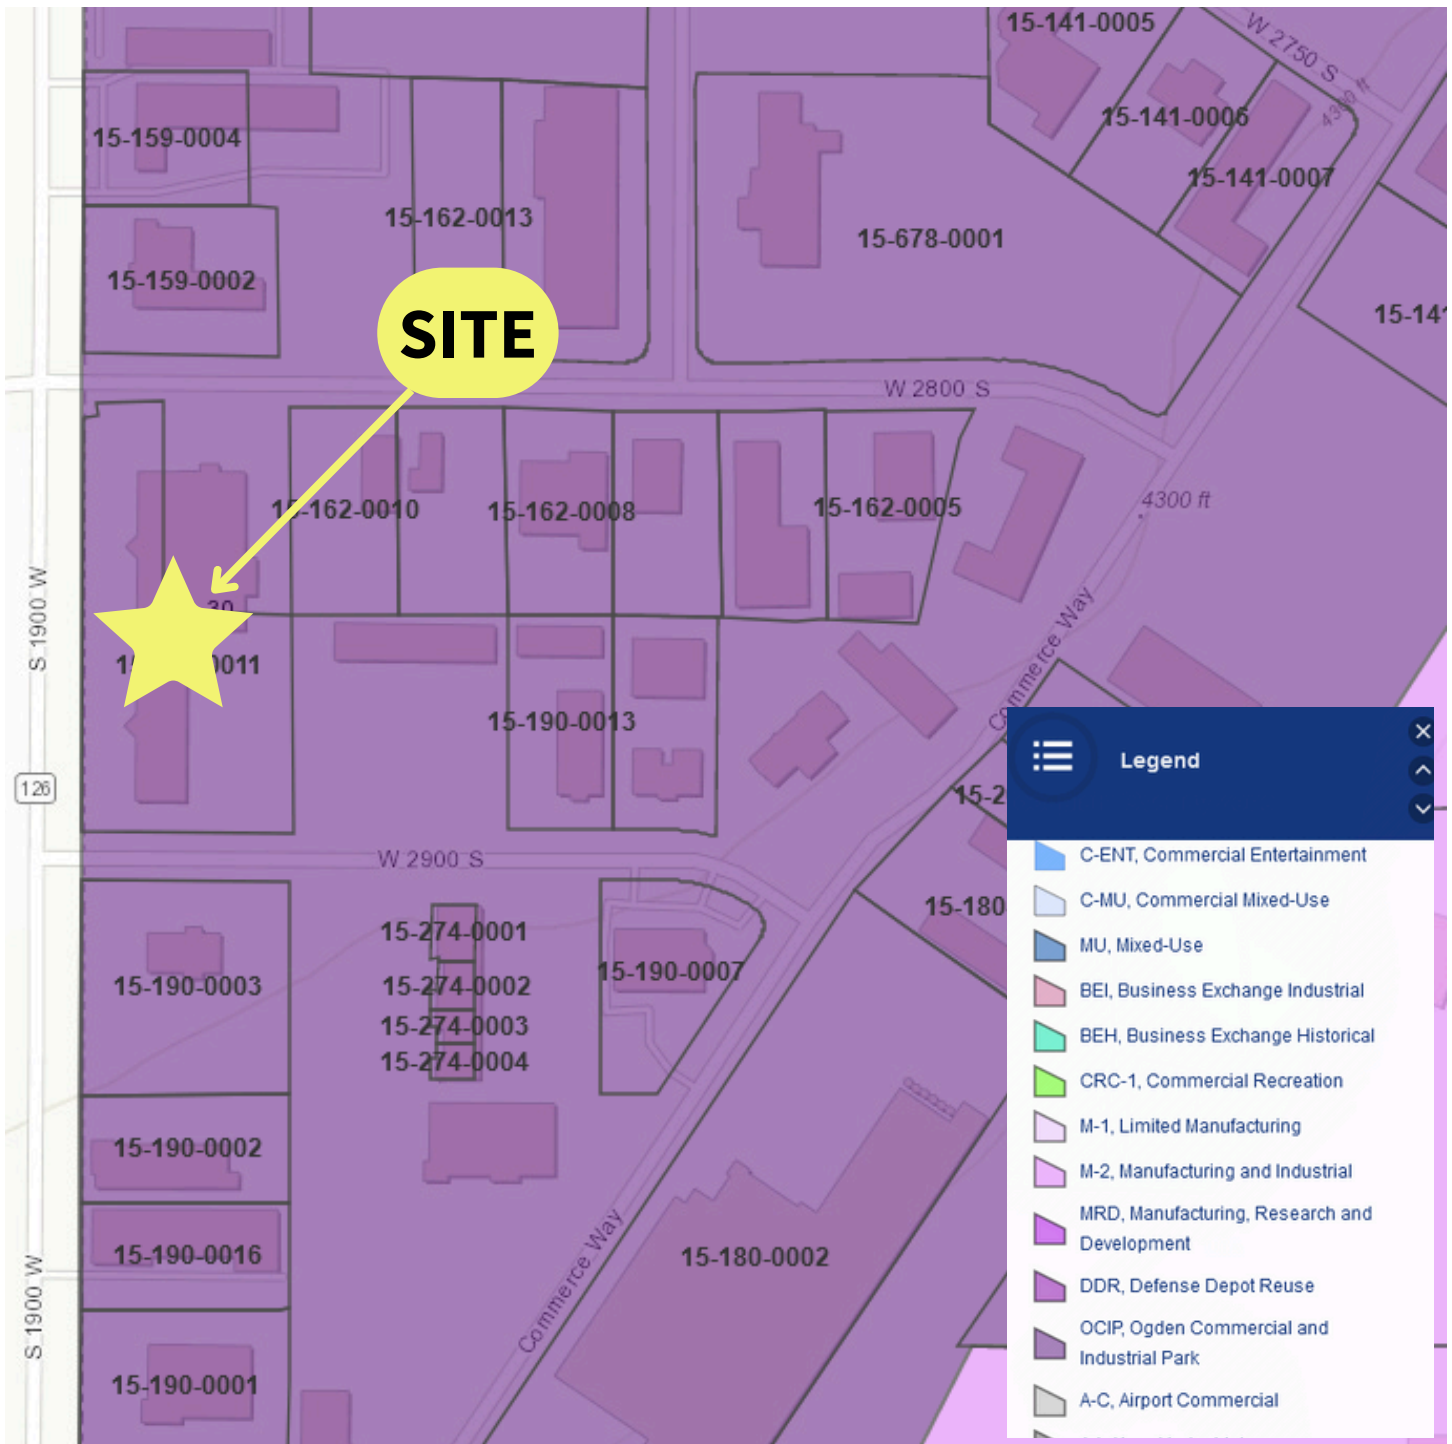 15-141-0005
W 2750 S
4300 ft
15-159-0004
15-141-0006
15-141-0007
15-162-0013
15-678-0001
15-159-0002
15-141
SITE
W 2800 S
15-162-0010
15-162-0008
15-162-0005
4300 ft
S 1900 W
30
0011
Commerce Way
15-190-0013
126
15-2
W 2900 S
15-180
15-274-0001
15-190-0003
15-274-0002
15-190-0007
15-274-0003
15-274-0004
15-190-0002
15-190-0016
15-180-0002
S 1900 W
Commerce Way
15-190-0001
Legend
C-ENT, Commercial Entertainment
C-MU, Commercial Mixed-Use
MU, Mixed-Use
BEI, Business Exchange Industrial
BEH, Business Exchange Historical
CRC-1, Commercial Recreation
M-1, Limited Manufacturing
M-2, Manufacturing and Industrial
MRD, Manufacturing, Research and
Development
DDR, Defense Depot Reuse
OCIP, Ogden Commercial and
Industrial Park
A-C, Airport Commercial